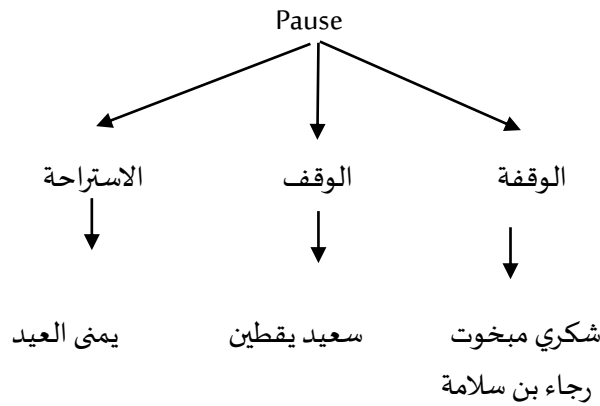 Pause
الوقفة الوقف الاستراحة
شكري مبخوت سعيد يقطين يمنى العيد
رجاء بن سلامة